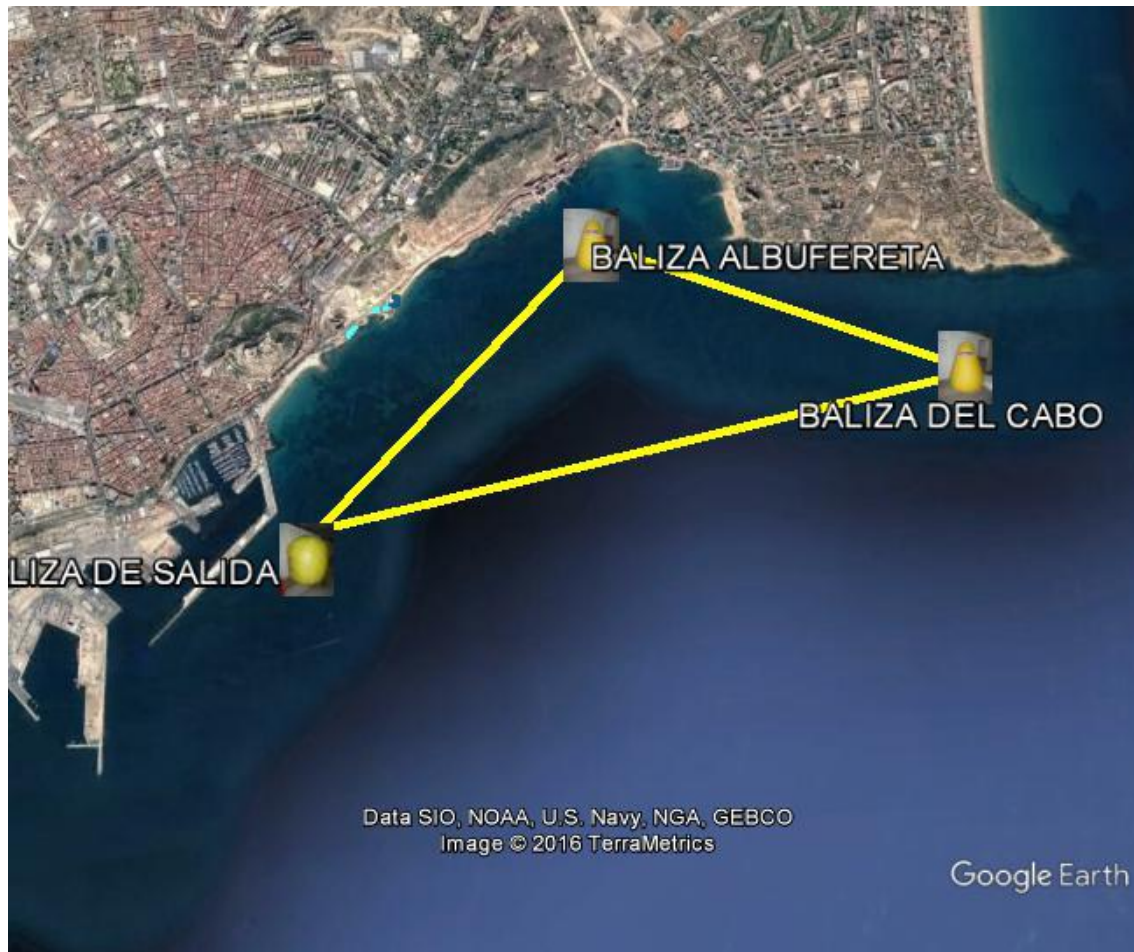 BALIZA ALBUFERETA
BALIZA DEL CABO
LIZA DE SALIDA
Data SIO, NOAA, U.S. Navy, NGA, GEBCO
Image © 2016 TerraMetrics
Google Earth